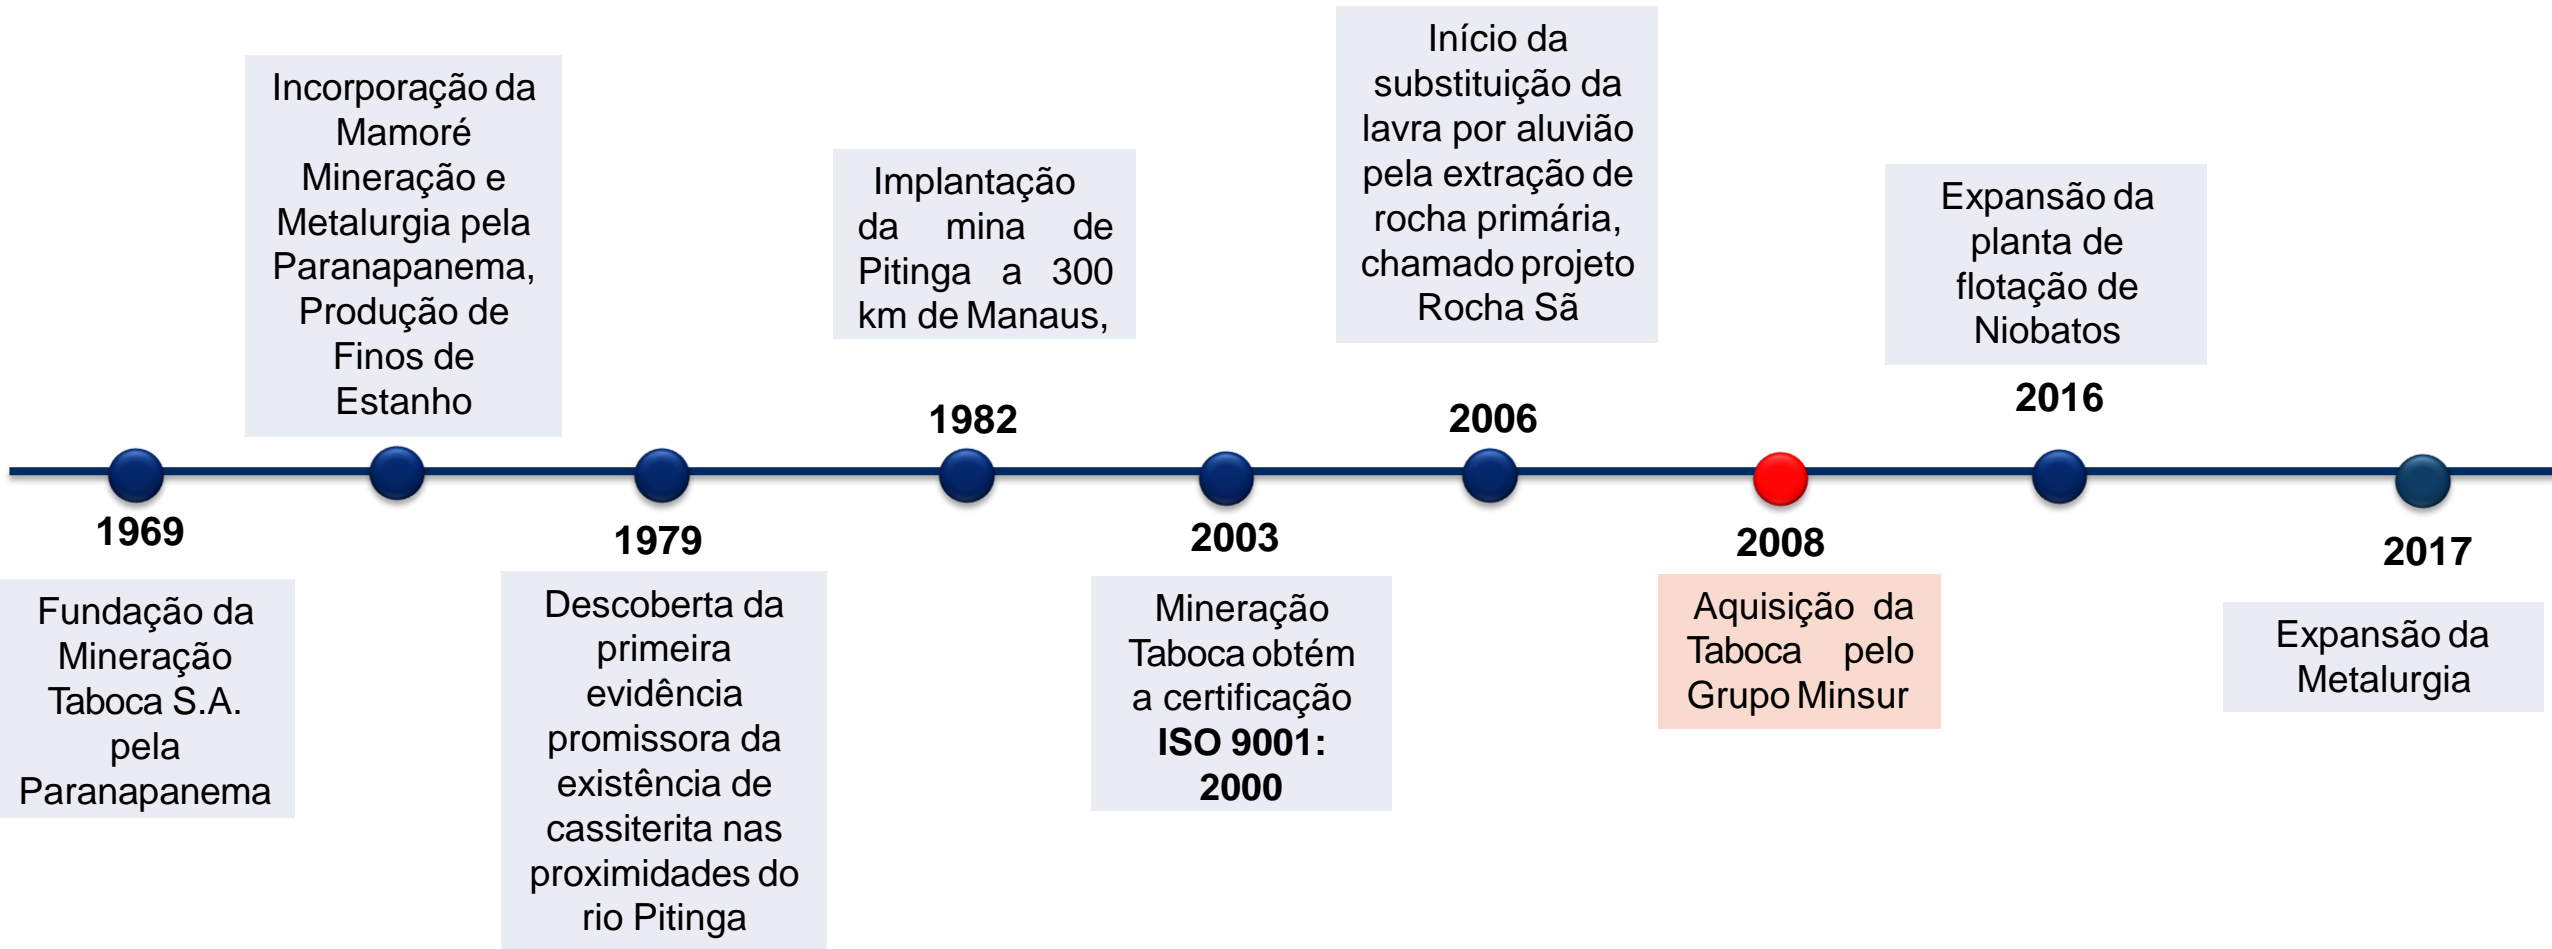 1969
Fundação da
Mineração
Taboca S.A.
pela
Paranapanema
Incorporação da
Mamoré
Mineração e
Metalurgia pela
Paranapanema,
Produção de
Finos de
Estanho
1979
Descoberta da
primeira
evidência
promissora da
existência de
cassiterita nas
proximidades do
rio Pitinga
Implantação
da mina de
Pitinga a 300
km de Manaus,
1982
2003
Mineração
Taboca obtém
a certificação
ISO 9001:
2000
Início da
substituição da
lavra por aluvião
pela extração de
rocha primária,
chamado projeto
Rocha Sã
2006
2008
Aquisição da
Taboca pelo
Grupo Minsur
Expansão da
planta de
flotação de
Niobatos
2016
2017
Expansão da
Metalurgia